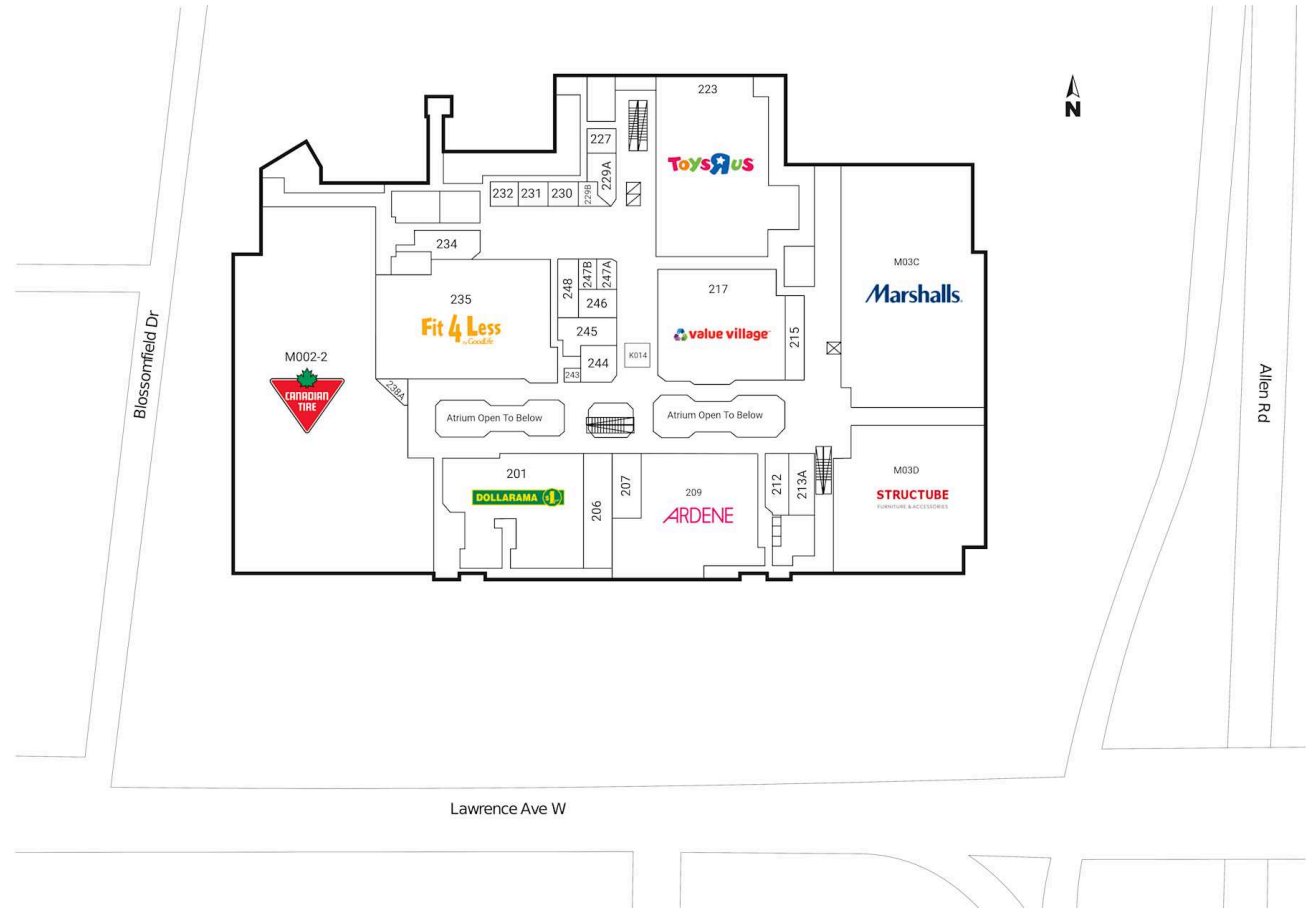 223
N
227
ToysЯus
229A
232
231
230
229B
234
M03C
Marshalls.
247B
247A
248
217
235
246
Fit 4 Less
by GoodLife
value village
245
215
M002-2
K014
244
243
CANADIAN
TIRE
238A
Blossomfield Dr
Allen Rd
Atrium Open To Below
Atrium Open To Below
201
M03D
212
213A
207
209
DOLLARAMA
STRUCTUBE
FURNITURE & ACCESSORIES
206
ARDENE
Lawrence Ave W